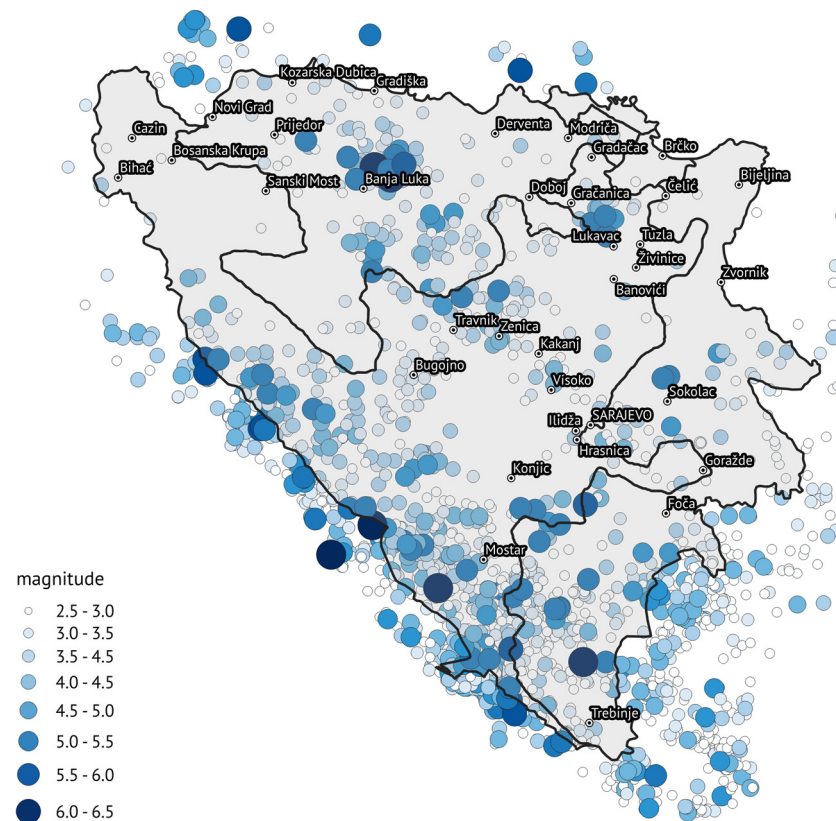 Kozarska Dubica
Gradiška
Novi Grad
Cazin
Prijedor
Derventa
Modriča
Bosanska Krupa
Gradačac
Brčko
Bihać
Sanski Most
Banja Luka
Doboj
Gračanica
Čelić
Bijeljina
Lukavac
Tuzla
Živinice
Banovići
Zvornik
Travnik
Zenica
Kakanj
Bugojno
Visoko
Sokolac
Ilidža
SARAJEVO
Hrasnica
Konjic
Goražde
Foča
Mostar
Trebinje
magnitude
2.5 - 3.0
3.0 - 3.5
3.5 - 4.5
4.0 - 4.5
4.5 - 5.0
5.0 - 5.5
5.5 - 6.0
6.0 - 6.5